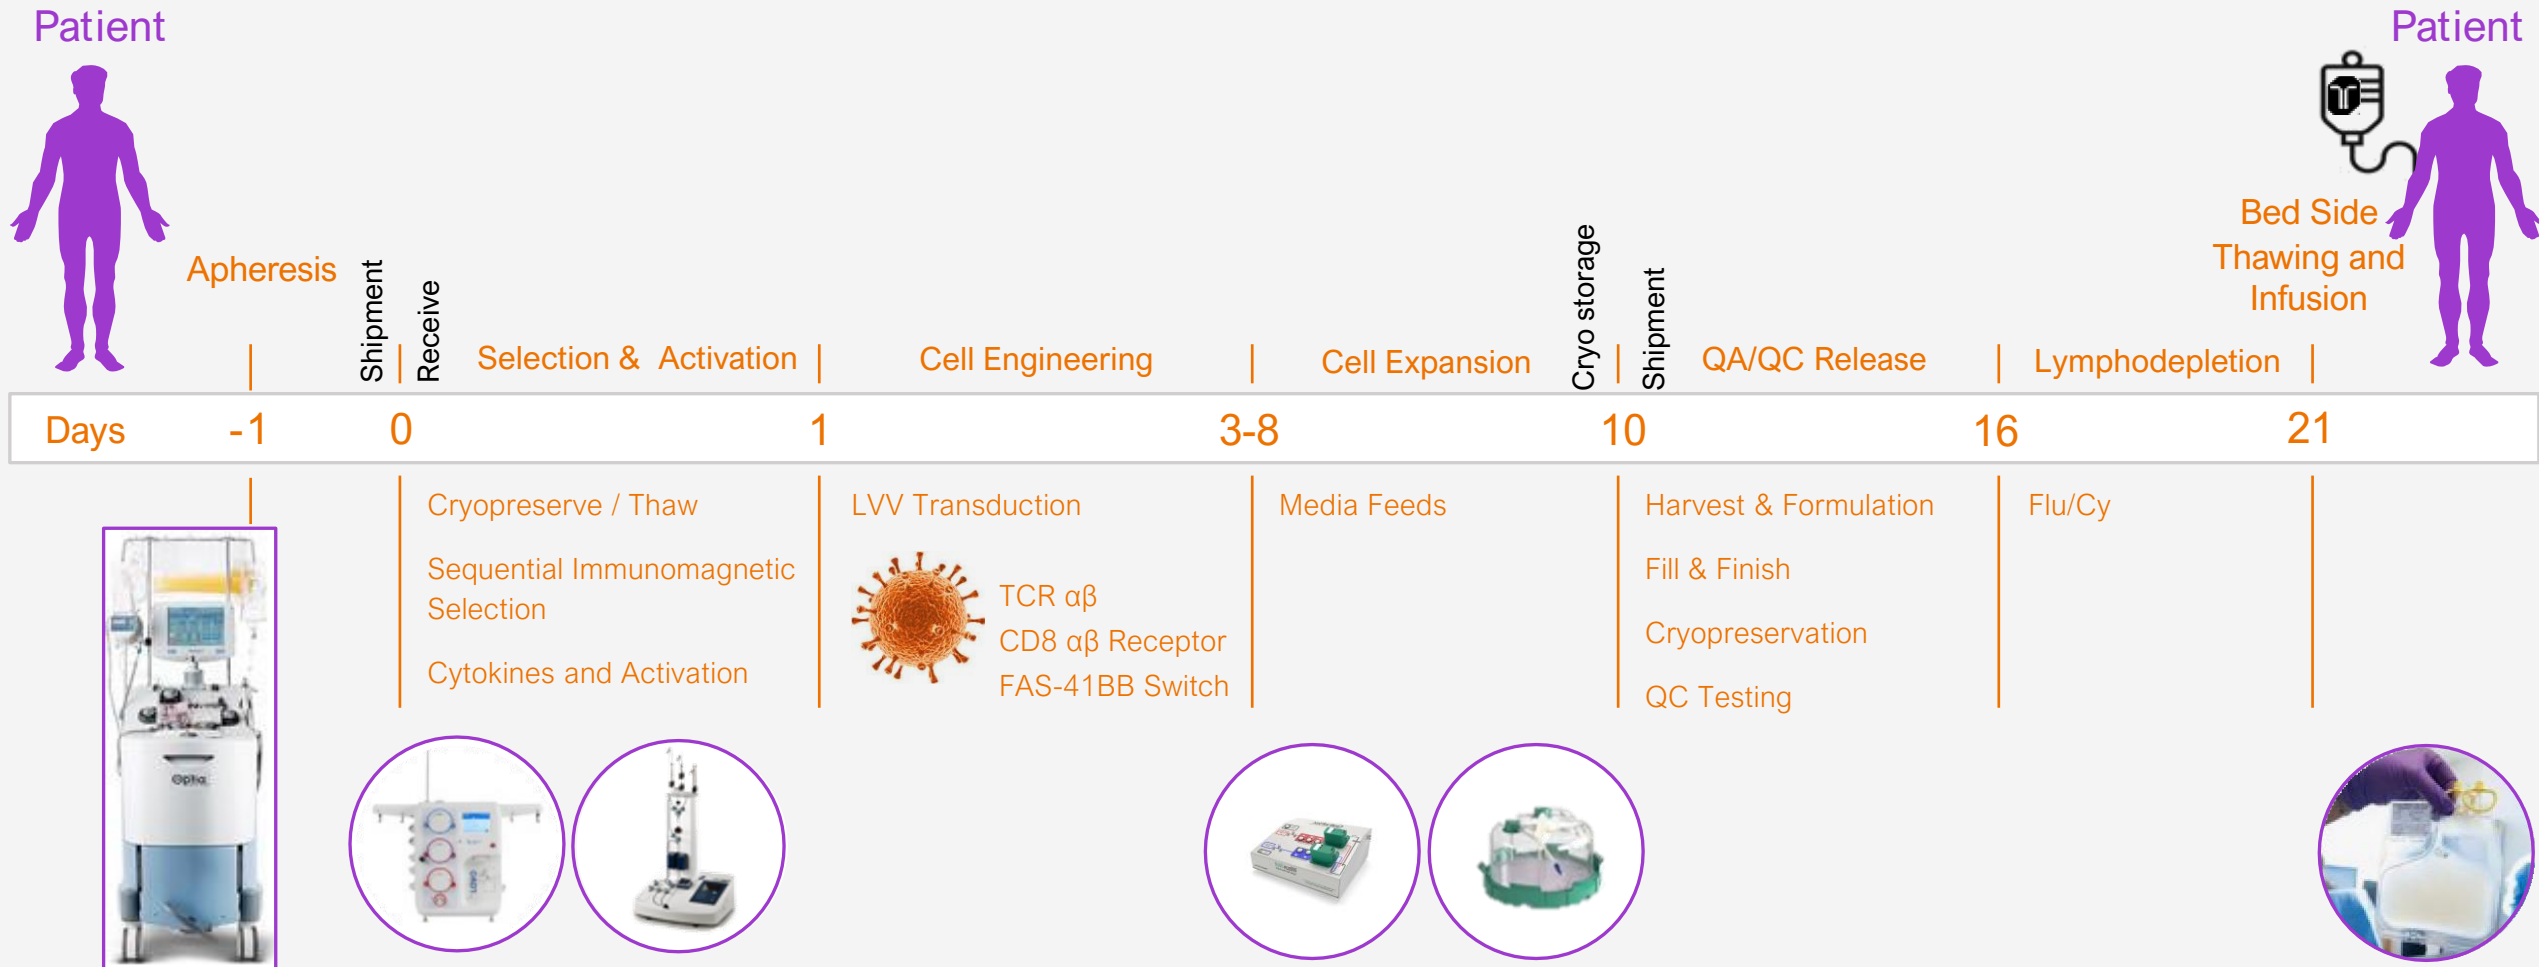 Patient
Patient
Apheresis
Shipment
Receive
Selection & Activation
Cell Engineering
Cell Expansion
Cryo storage
Shipment
QA/QC Release
Lymphodepletion
Bed Side
Thawing and
Infusion
Days
-1
0
1
3-8
10
16
21
Cryopreserve / Thaw
Sequential Immunomagnetic
Selection
Cytokines and Activation
LVV Transduction
TCR αβ
CD8 αβ Receptor
FAS-41BB Switch
Media Feeds
Harvest & Formulation
Fill & Finish
Cryopreservation
QC Testing
Flu/Cy
Optia
LOVO